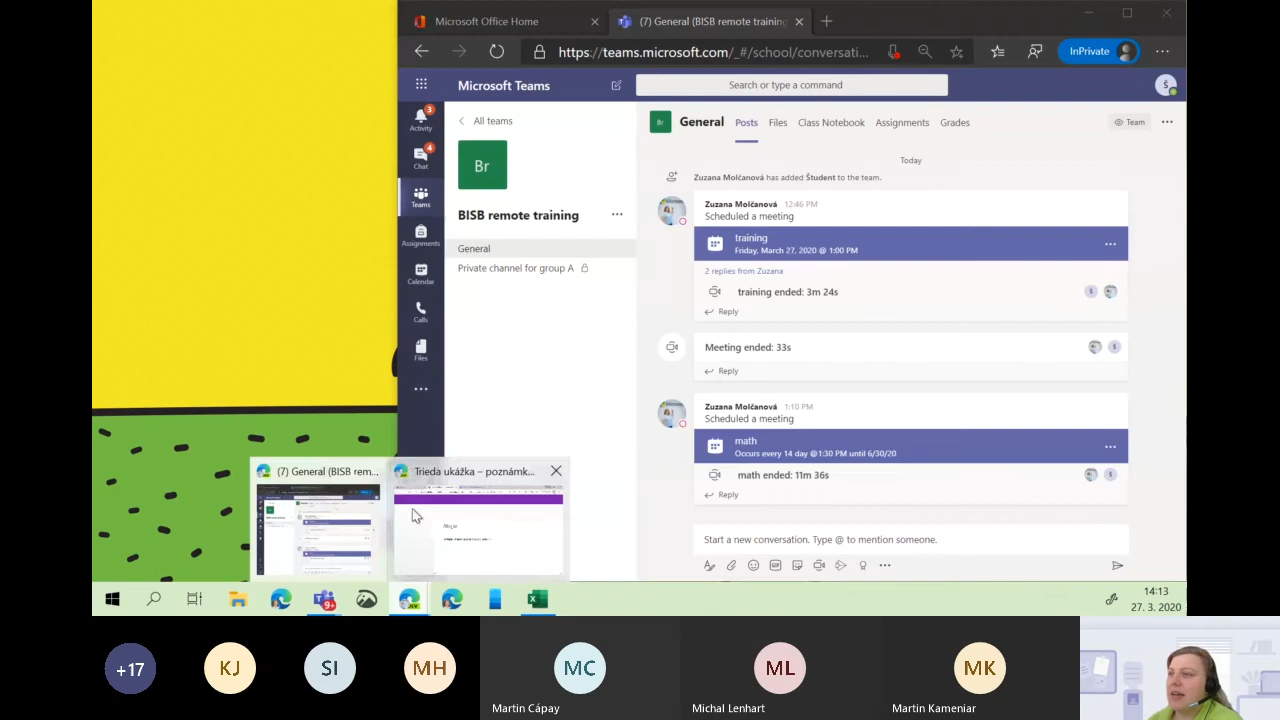 Microsoft Office Home
(7) General (BISB remote training
https://teams.microsoft.com/_#/school/conversati...
InPrivate
Microsoft Teams
Search or type a command
Š
3
Activity
4
Chat
Teams
Assignments
Calendar
Calls
Files
All teams
Br
BISB remote training
General
Private channel for group A
Br
General
Posts
Files
Class Notebook
Assignments
Grades
Team
Today
Zuzana Molčanová has added Študent to the team.
Zuzana Molčanová 12:46 PM
Scheduled a meeting
training
Friday, March 27, 2020 @ 1:00 PM
2 replies from Zuzana
training ended: 3m 24s
Š
Reply
Meeting ended: 33s
Š
Reply
Zuzana Molčanová 1:10 PM
Scheduled a meeting
math
Occurs every 14 day @1:30 PM until 6/30/20
math ended: 11m 36s
Š
Reply
Start a new conversation. Type @ to mention someone.
GIF
(7) General (BISB rem...
Trieda ukážka – poznámk...
9+
14:13
27. 3. 2020
+17
KJ
SI
MH
MC
Martin Cápay
ML
Michal Lenhart
MK
Martin Kameniar